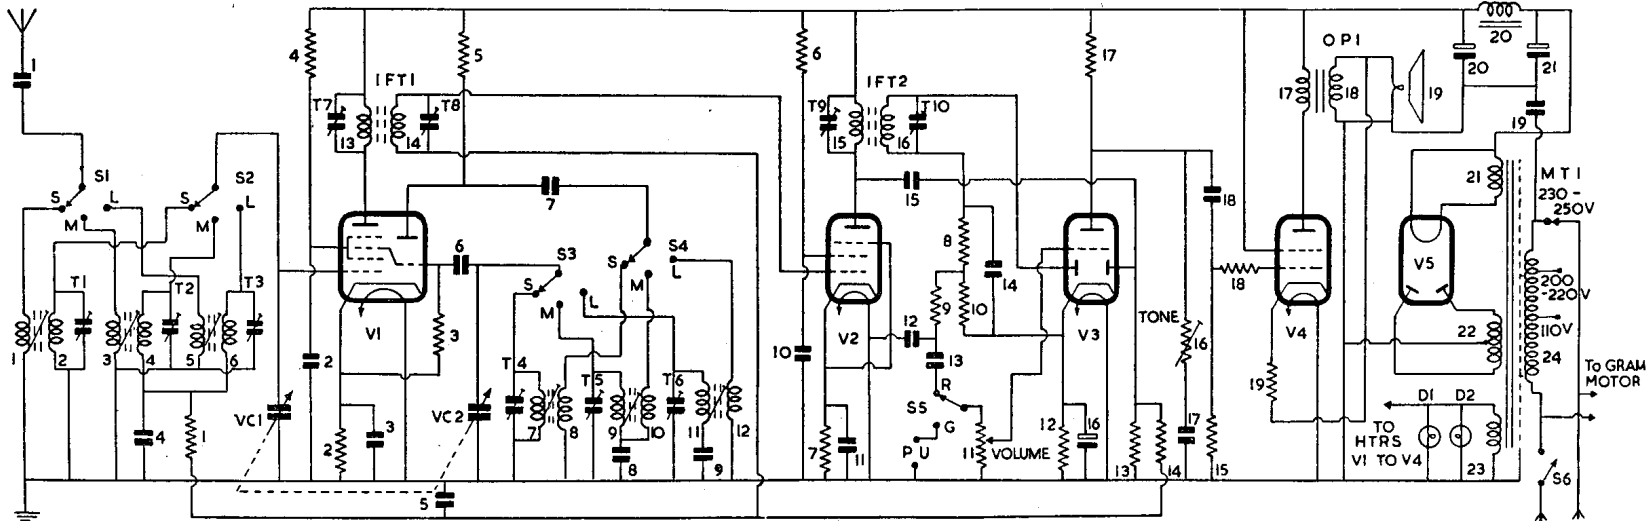 1
S1
S
M
L
S2
S
M
L
T1
T2
T3
1
2
3
4
5
6
VC1
4
1
4
5
IFT1
T7
13
14
T8
V1
2
2
3
3
6
7
5
VC2
S3
S
M
L
S4
S
M
L
T4
7
8
T5
9
10
T6
11
12
8
9
6
IFT2
T9
15
16
T10
15
10
V2
7
11
8
9
10
14
12
13
R
S5
G
P U
11
VOLUME
17
V3
12
16
13
14
TONE
16
17
18
18
15
OP1
17
18
19
V4
19
20
20
21
19
V5
21
22
MT1
230-
250V
200
-220V
110V
24
TO GRAM
MOTOR
D1
D2
TO
HTRS
V1 TO V4
23
S6